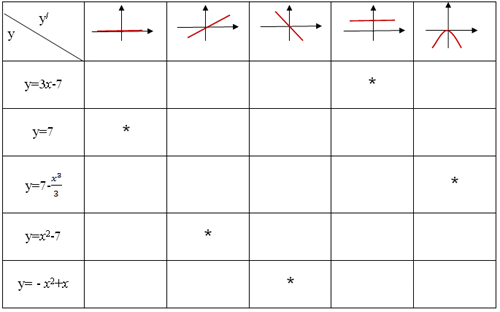 y/
y
y=3x-7
*
y=7
*
y=7-x³/3
*
y=x²-7
*
y= - x²+x
*